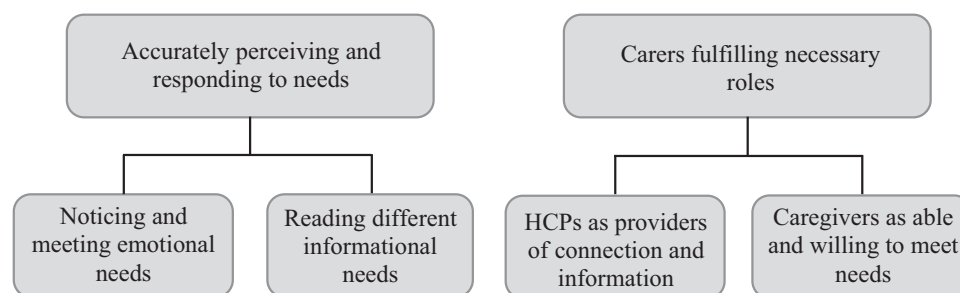 Accurately perceiving and
responding to needs
Carers fulfilling necessary
roles
Noticing and
meeting emotional
needs
Reading different
informational
needs
HCPs as providers
of connection and
information
Caregivers as able
and willing to meet
needs